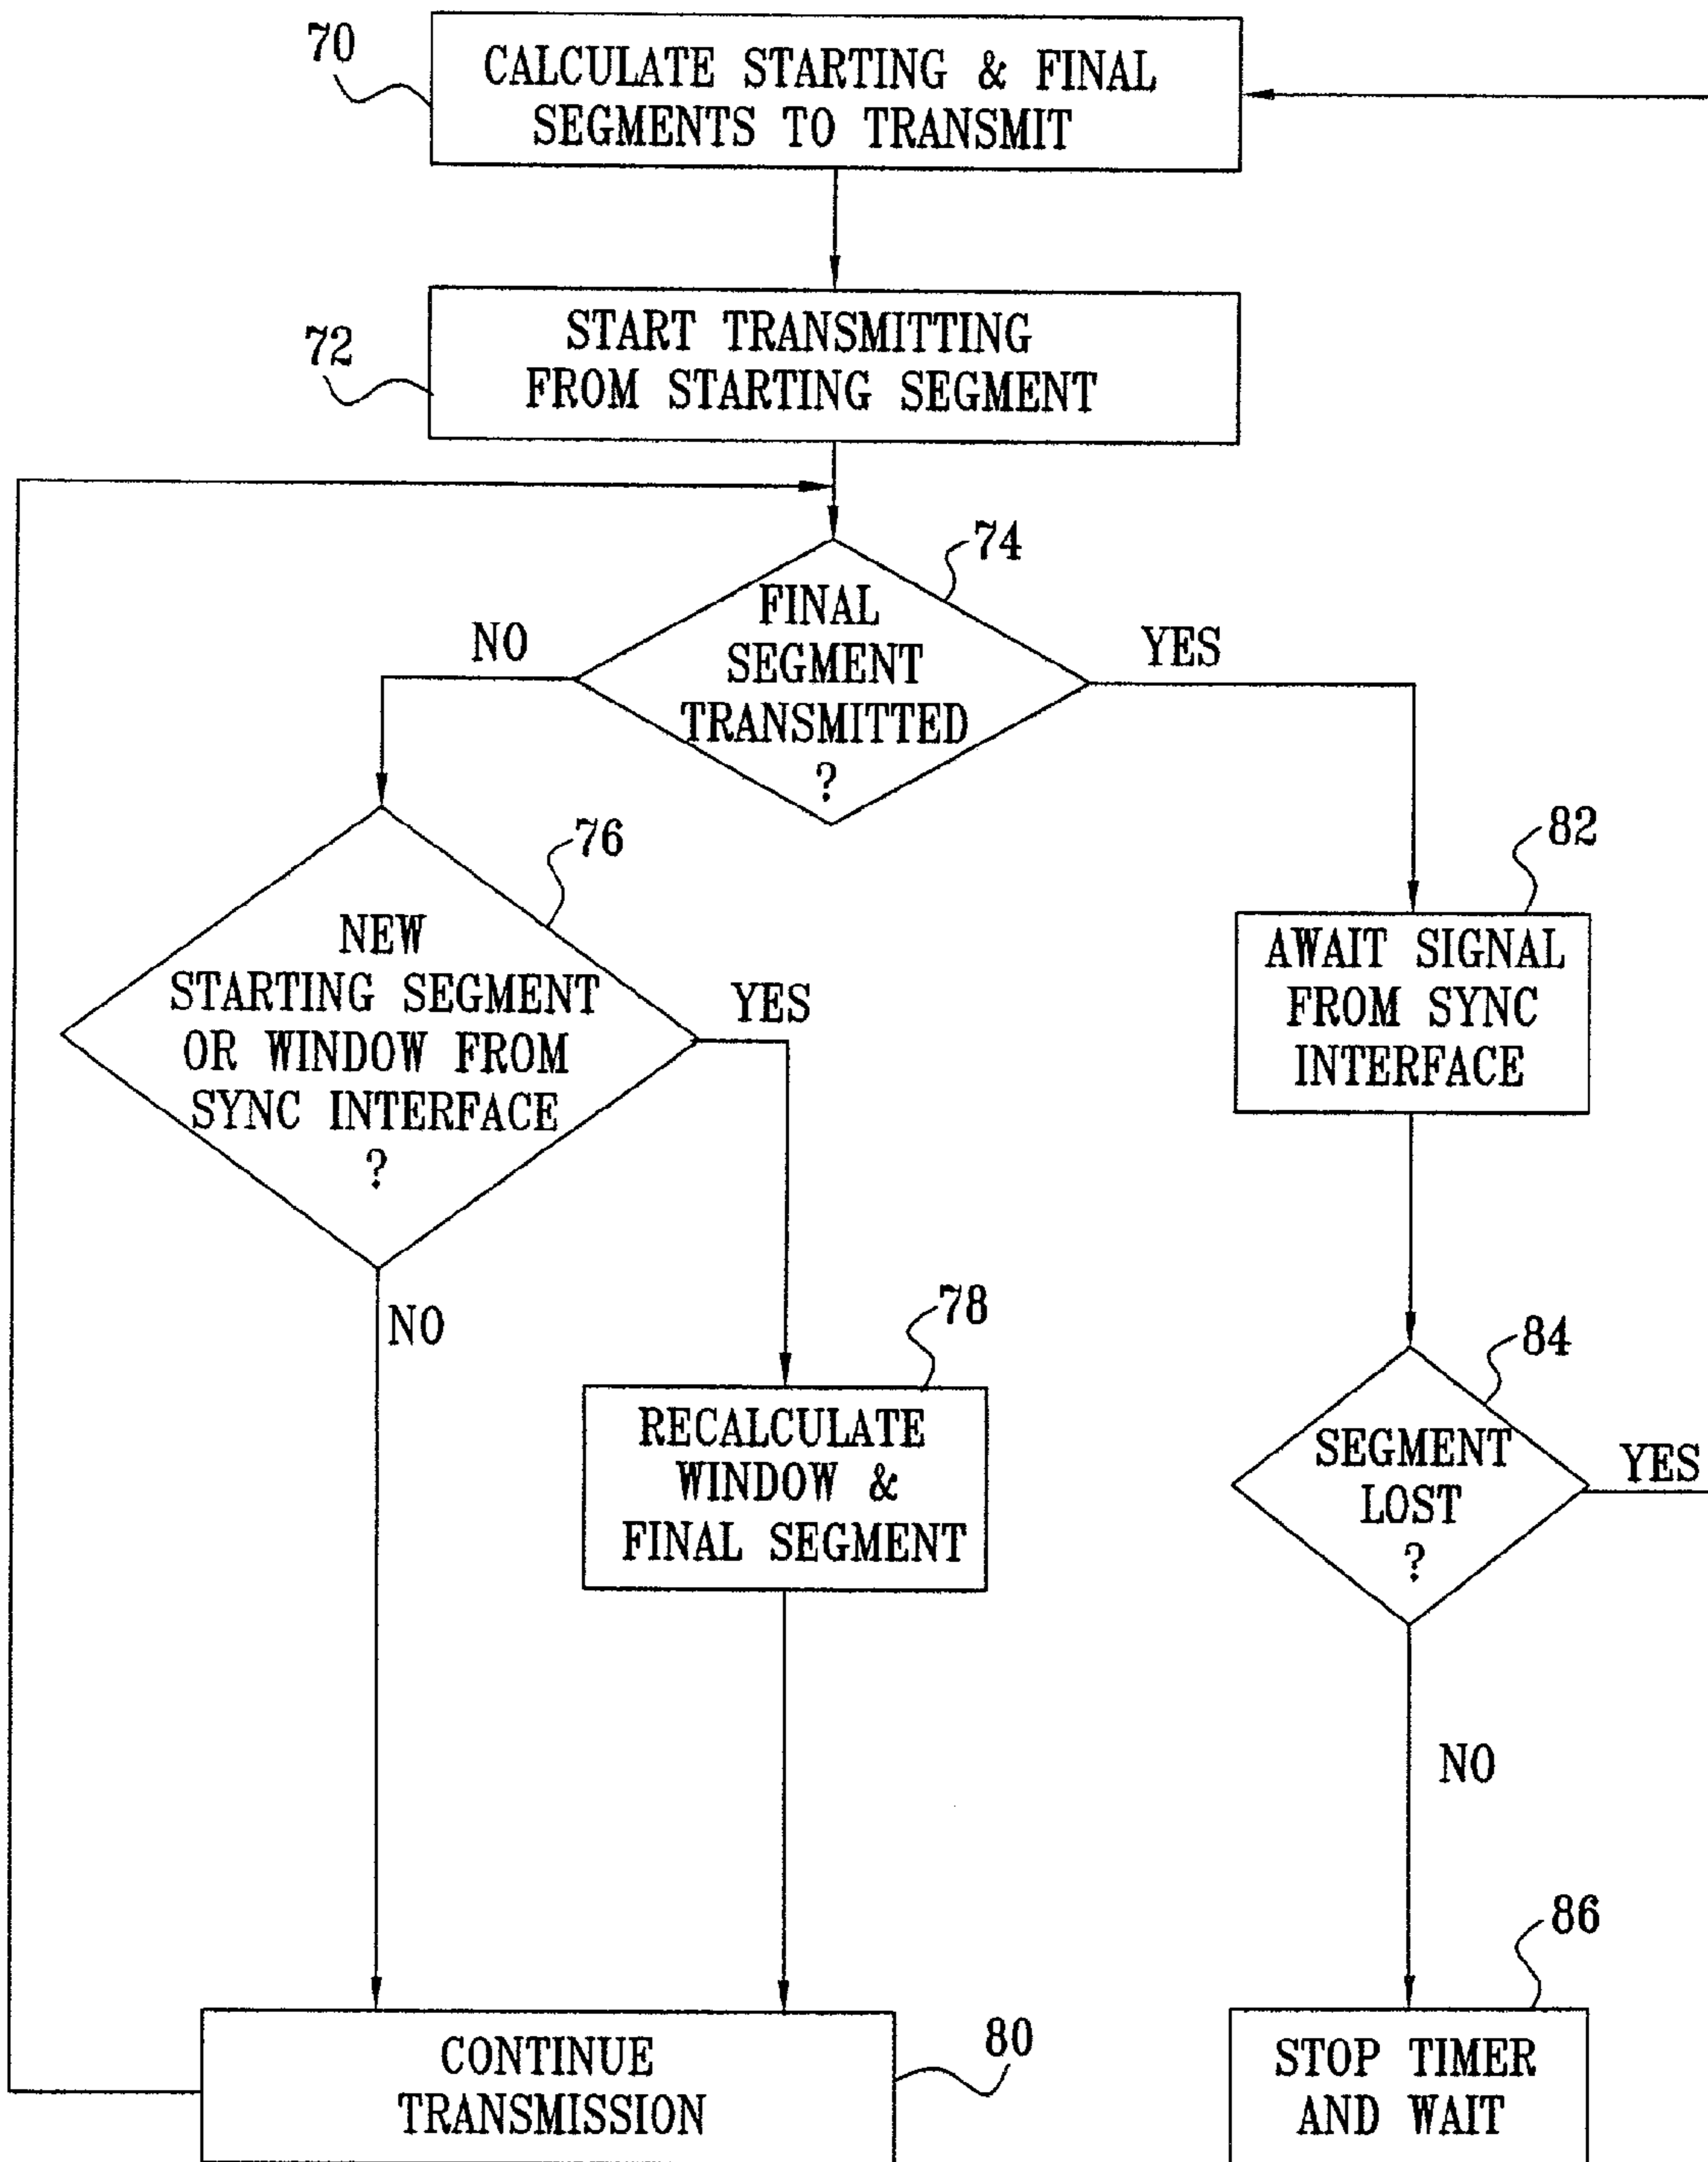 70
CALCULATE STARTING & FINAL
SEGMENTS TO TRANSMIT
72
START TRANSMITTING
FROM STARTING SEGMENT
74
FINAL
SEGMENT
TRANSMITTED
?
NO
YES
76
NEW
STARTING SEGMENT
OR WINDOW FROM
SYNC INTERFACE
?
YES
NO
78
RECALCULATE
WINDOW &
FINAL SEGMENT
80
CONTINUE
TRANSMISSION
82
AWAIT SIGNAL
FROM SYNC
INTERFACE
84
SEGMENT
LOST
?
YES
NO
86
STOP TIMER
AND WAIT